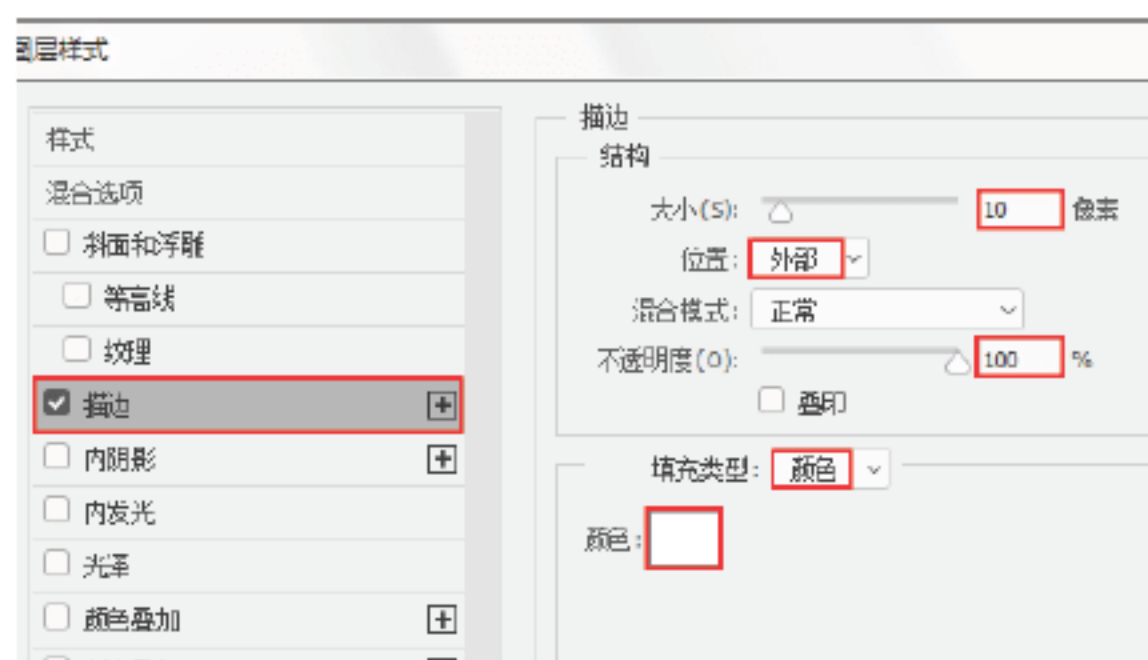 图层样式
样式
混合选项
斜面和浮雕
等高线
纹理
描边
内阴影
内发光
光泽
颜色叠加
描边
结构
大小(S): 10 像素
位置: 外部
混合模式: 正常
不透明度(O): 100 %
叠印
填充类型: 颜色
颜色: